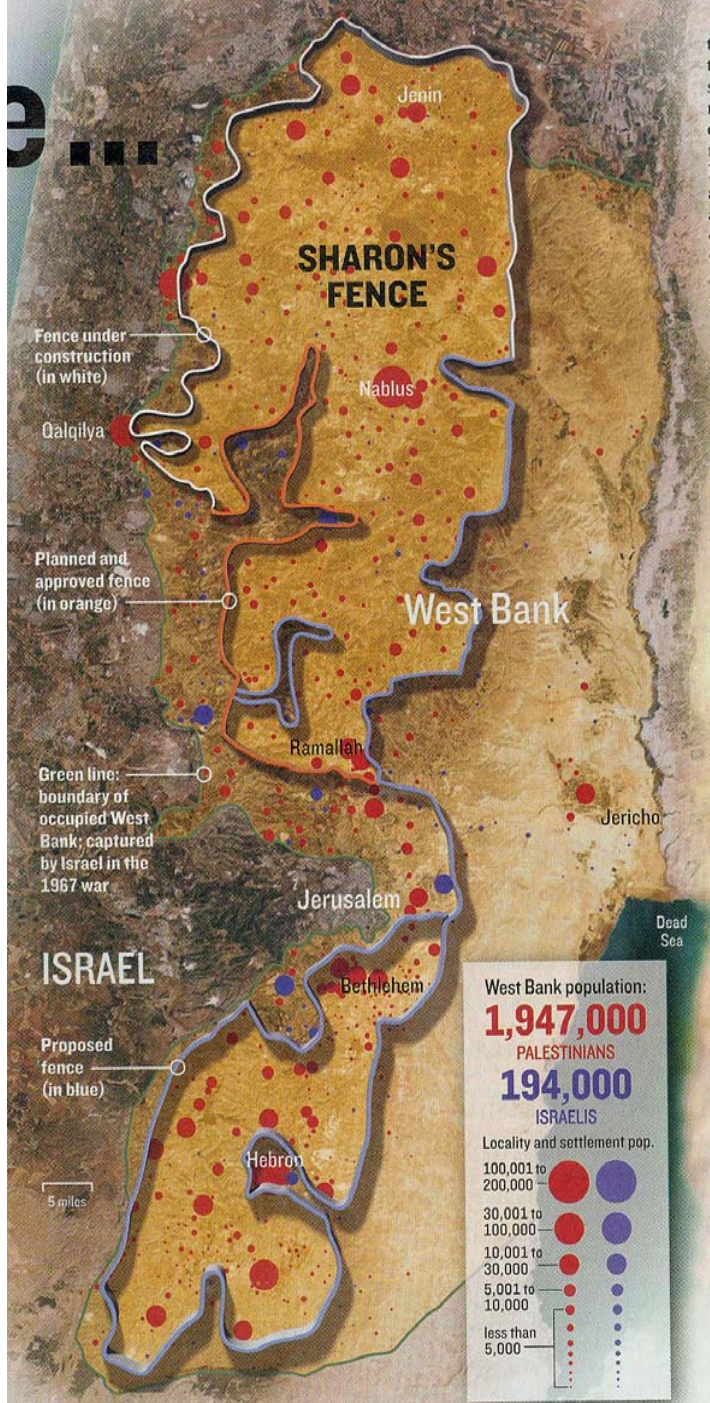 e...
Jenin
SHARON'S
FENCE
Fence under
construction
(in white)
Nablus
Qalqilya
Planned and
approved fence
(in orange)
West Bank
Ramallah
Green line:
boundary of
occupied West
Bank; captured
by Israel in the
1967 war
Jericho
Jerusalem
Dead
Sea
ISRAEL
Bethlehem
Proposed
fence
(in blue)
Hebron
5 miles
West Bank population:
1,947,000
PALESTINIANS
194,000
ISRAELIS
Locality and settlement pop.
100,001 to
200,000
30,001 to
100,000
10,001 to
30,000
5,001 to
10,000
less than
5,000